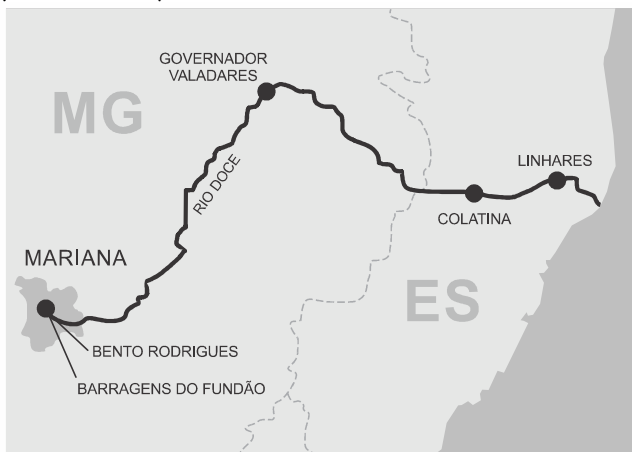 GOVERNADOR
VALADARES
MG
RIO DOCE
LINHARES
COLATINA
MARIANA
ES
BENTO RODRIGUES
BARRAGENS DO FUNDÃO